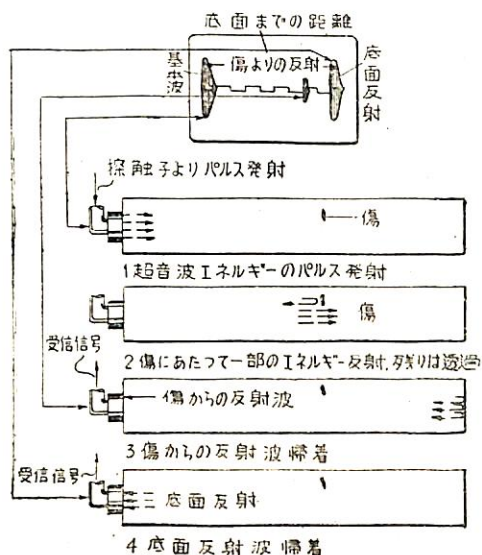 底面までの距離
基本波
傷よりの反射
底面反射
探触子よりパルス発射
傷
1超音波エネルギーのパルス発射
傷
2傷にあたって一部のエネルギー反射.残りは透過
受信信号
傷からの反射波
3傷からの反射波帰着
受信信号
底面反射
4底面反射波帰着